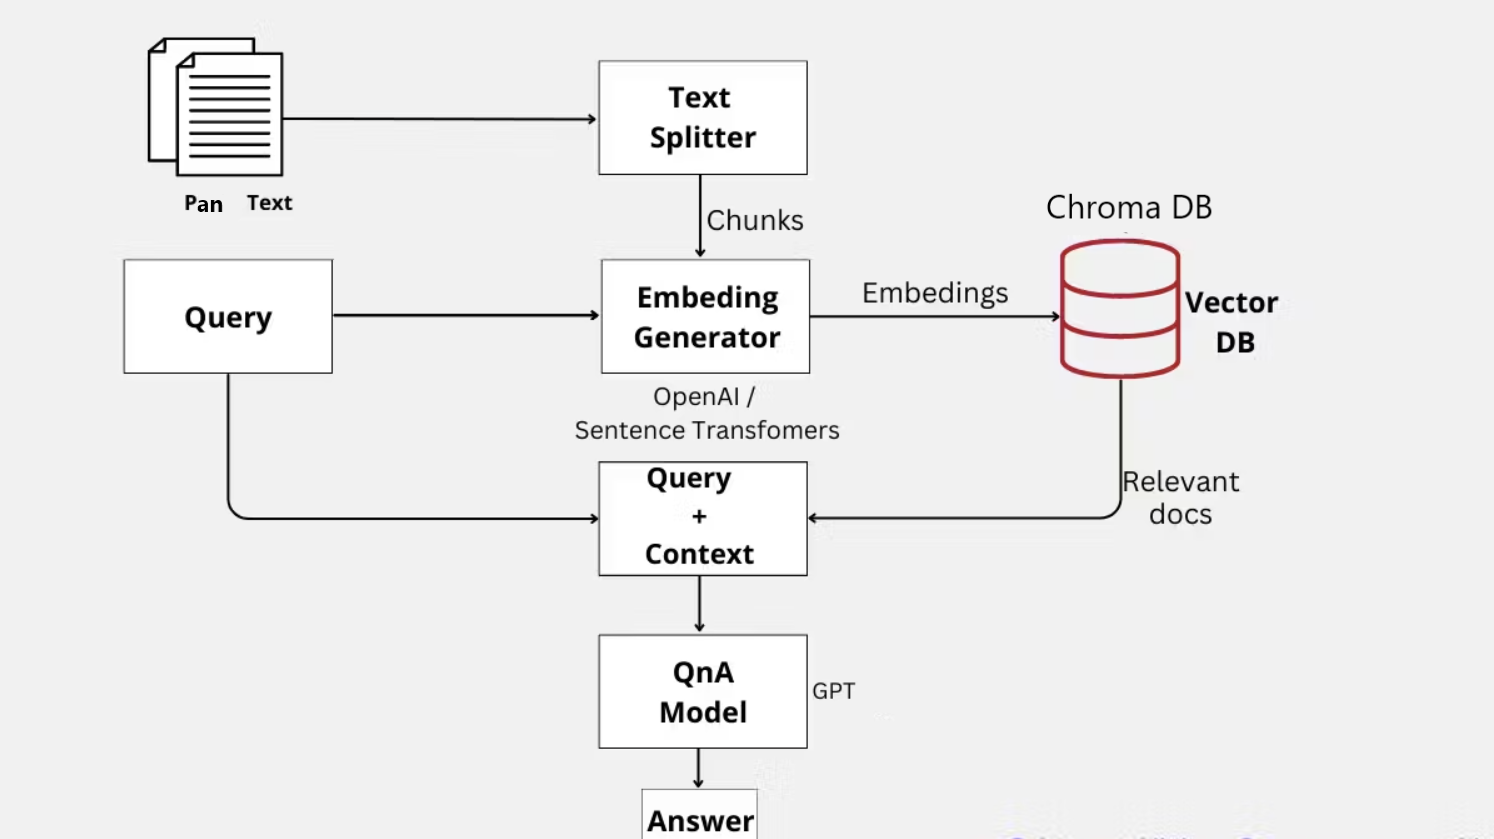 Text
Splitter
Pan Text
Chunks
Chroma DB
Query
Embeding
Generator
Embedings
Vector
DB
OpenAI /
Sentence Transfomers
Query
+
Context
Relevant
docs
QnA
Model
GPT
Answer